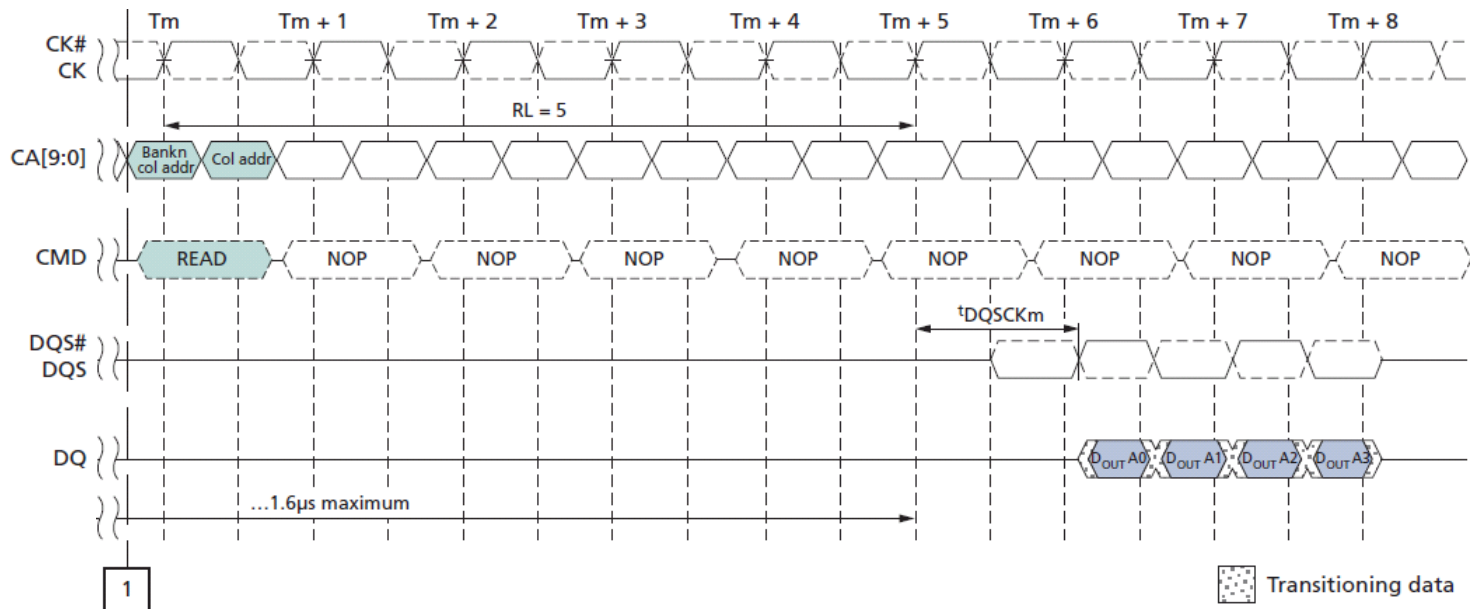 Tm Tm + 1 Tm + 2 Tm + 3 Tm + 4 Tm + 5 Tm + 6 Tm + 7 Tm + 8
CK#
CK
RL = 5
CA[9:0] Bankn col addr Col addr
CMD READ NOP NOP NOP NOP NOP NOP NOP NOP
tDQSCKm
DQS#
DQS
DQ DOUT A0 DOUT A1 DOUT A2 DOUT A3
...1.6µs maximum
1
Transitioning data